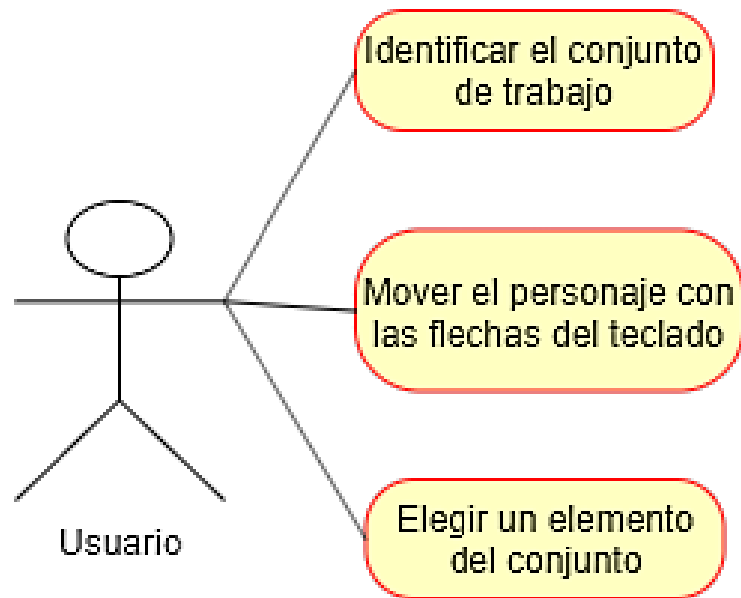 Identificar el conjunto
de trabajo
Mover el personaje con
las flechas del teclado
Elegir un elemento
del conjunto
Usuario